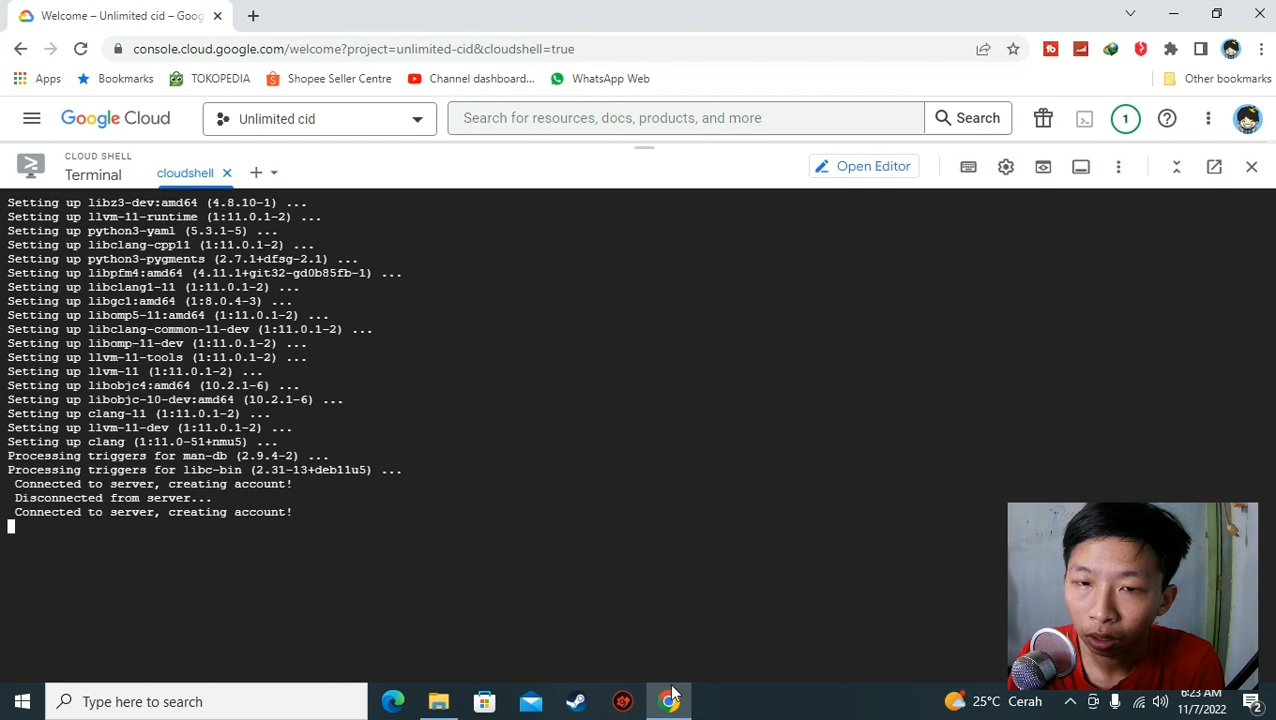 Welcome – Unlimited cid – Goog
console.cloud.google.com/welcome?project=unlimited-cid&cloudshell=true
Apps
Bookmarks
TOKOPEDIA
Shopee Seller Centre
Channel dashboard...
WhatsApp Web
Other bookmarks
Google Cloud
Unlimited cid
Search for resources, docs, products, and more
Search
1
CLOUD SHELL
Terminal
cloudshell
Open Editor
Setting up libz3-dev:amd64 (4.8.10-1) ...
Setting up llvm-11-runtime (1:11.0.1-2) ...
Setting up python3-yaml (5.3.1-5) ...
Setting up libclang-cpp11 (1:11.0.1-2) ...
Setting up python3-pygments (2.7.1+dfsg-2.1) ...
Setting up libpfm4:amd64 (4.11.1+git32-gd0b85fb-1) ...
Setting up libclang1-11 (1:11.0.1-2) ...
Setting up libgc1:amd64 (1:8.0.4-3) ...
Setting up libomp5-11:amd64 (1:11.0.1-2) ...
Setting up libclang-common-11-dev (1:11.0.1-2) ...
Setting up libomp-11-dev (1:11.0.1-2) ...
Setting up llvm-11-tools (1:11.0.1-2) ...
Setting up llvm-11 (1:11.0.1-2) ...
Setting up libobjc4:amd64 (10.2.1-6) ...
Setting up libobjc-10-dev:amd64 (10.2.1-6) ...
Setting up clang-11 (1:11.0.1-2) ...
Setting up llvm-11-dev (1:11.0.1-2) ...
Setting up clang (1:11.0-51+nmu5) ...
Processing triggers for man-db (2.9.4-2) ...
Processing triggers for libc-bin (2.31-13+deb11u5) ...
Connected to server, creating account!
Disconnected from server...
Connected to server, creating account!
Type here to search
25°C Cerah
6:23 AM
11/7/2022
2